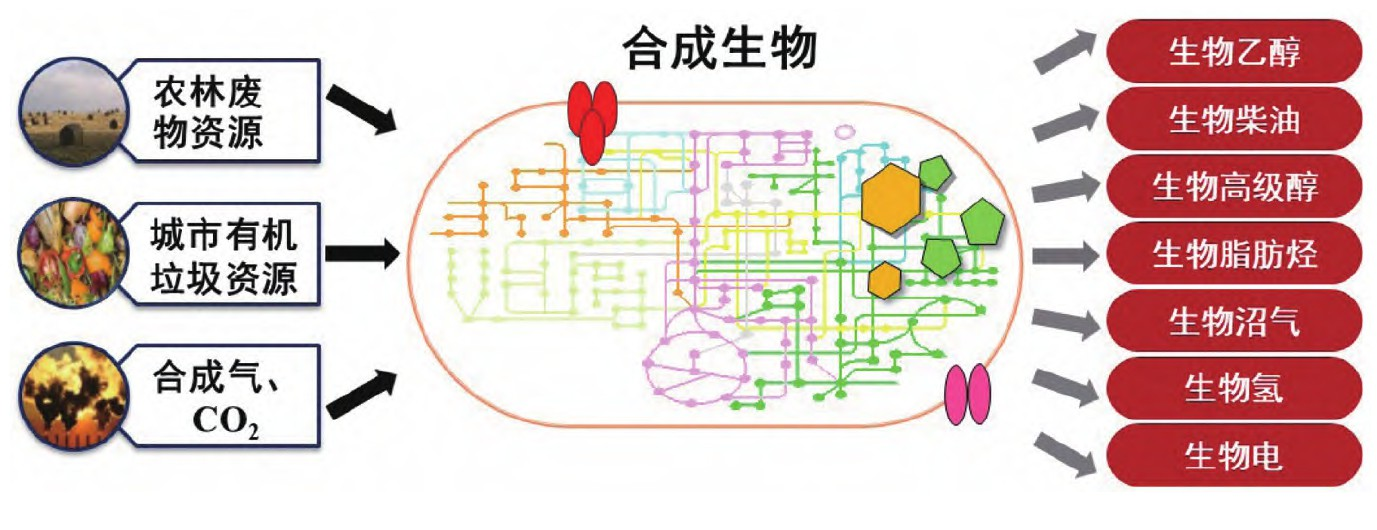 合成生物
农林废
物资源
城市有机
垃圾资源
合成气、
CO₂
生物乙醇
生物柴油
生物高级醇
生物脂肪烃
生物沼气
生物氢
生物电